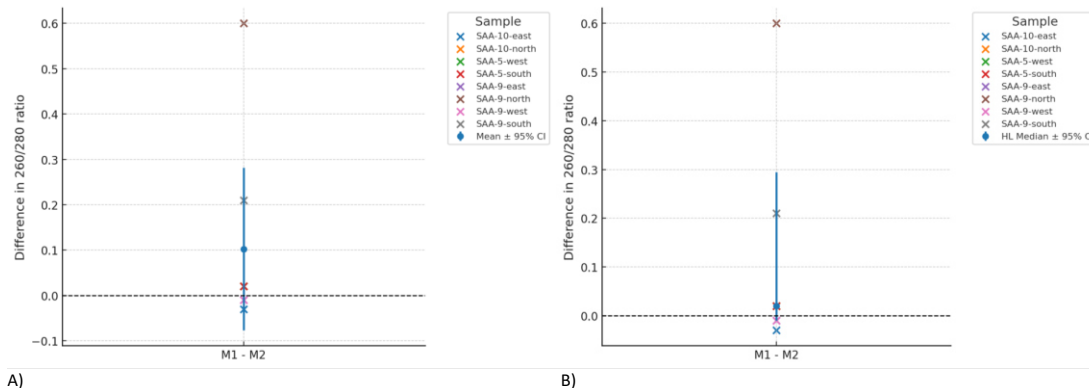 0.6
0.5
0.4
0.3
0.2
0.1
0.0
−0.1
Difference in 260/280 ratio
M1 - M2
Sample
SAA-10-east
SAA-10-north
SAA-5-west
SAA-5-south
SAA-9-east
SAA-9-north
SAA-9-west
SAA-9-south
Mean ± 95% CI
A)
0.6
0.5
0.4
0.3
0.2
0.1
0.0
Difference in 260/280 ratio
M1 - M2
Sample
SAA-10-east
SAA-10-north
SAA-5-west
SAA-5-south
SAA-9-east
SAA-9-north
SAA-9-west
SAA-9-south
HL Median ± 95% C
B)